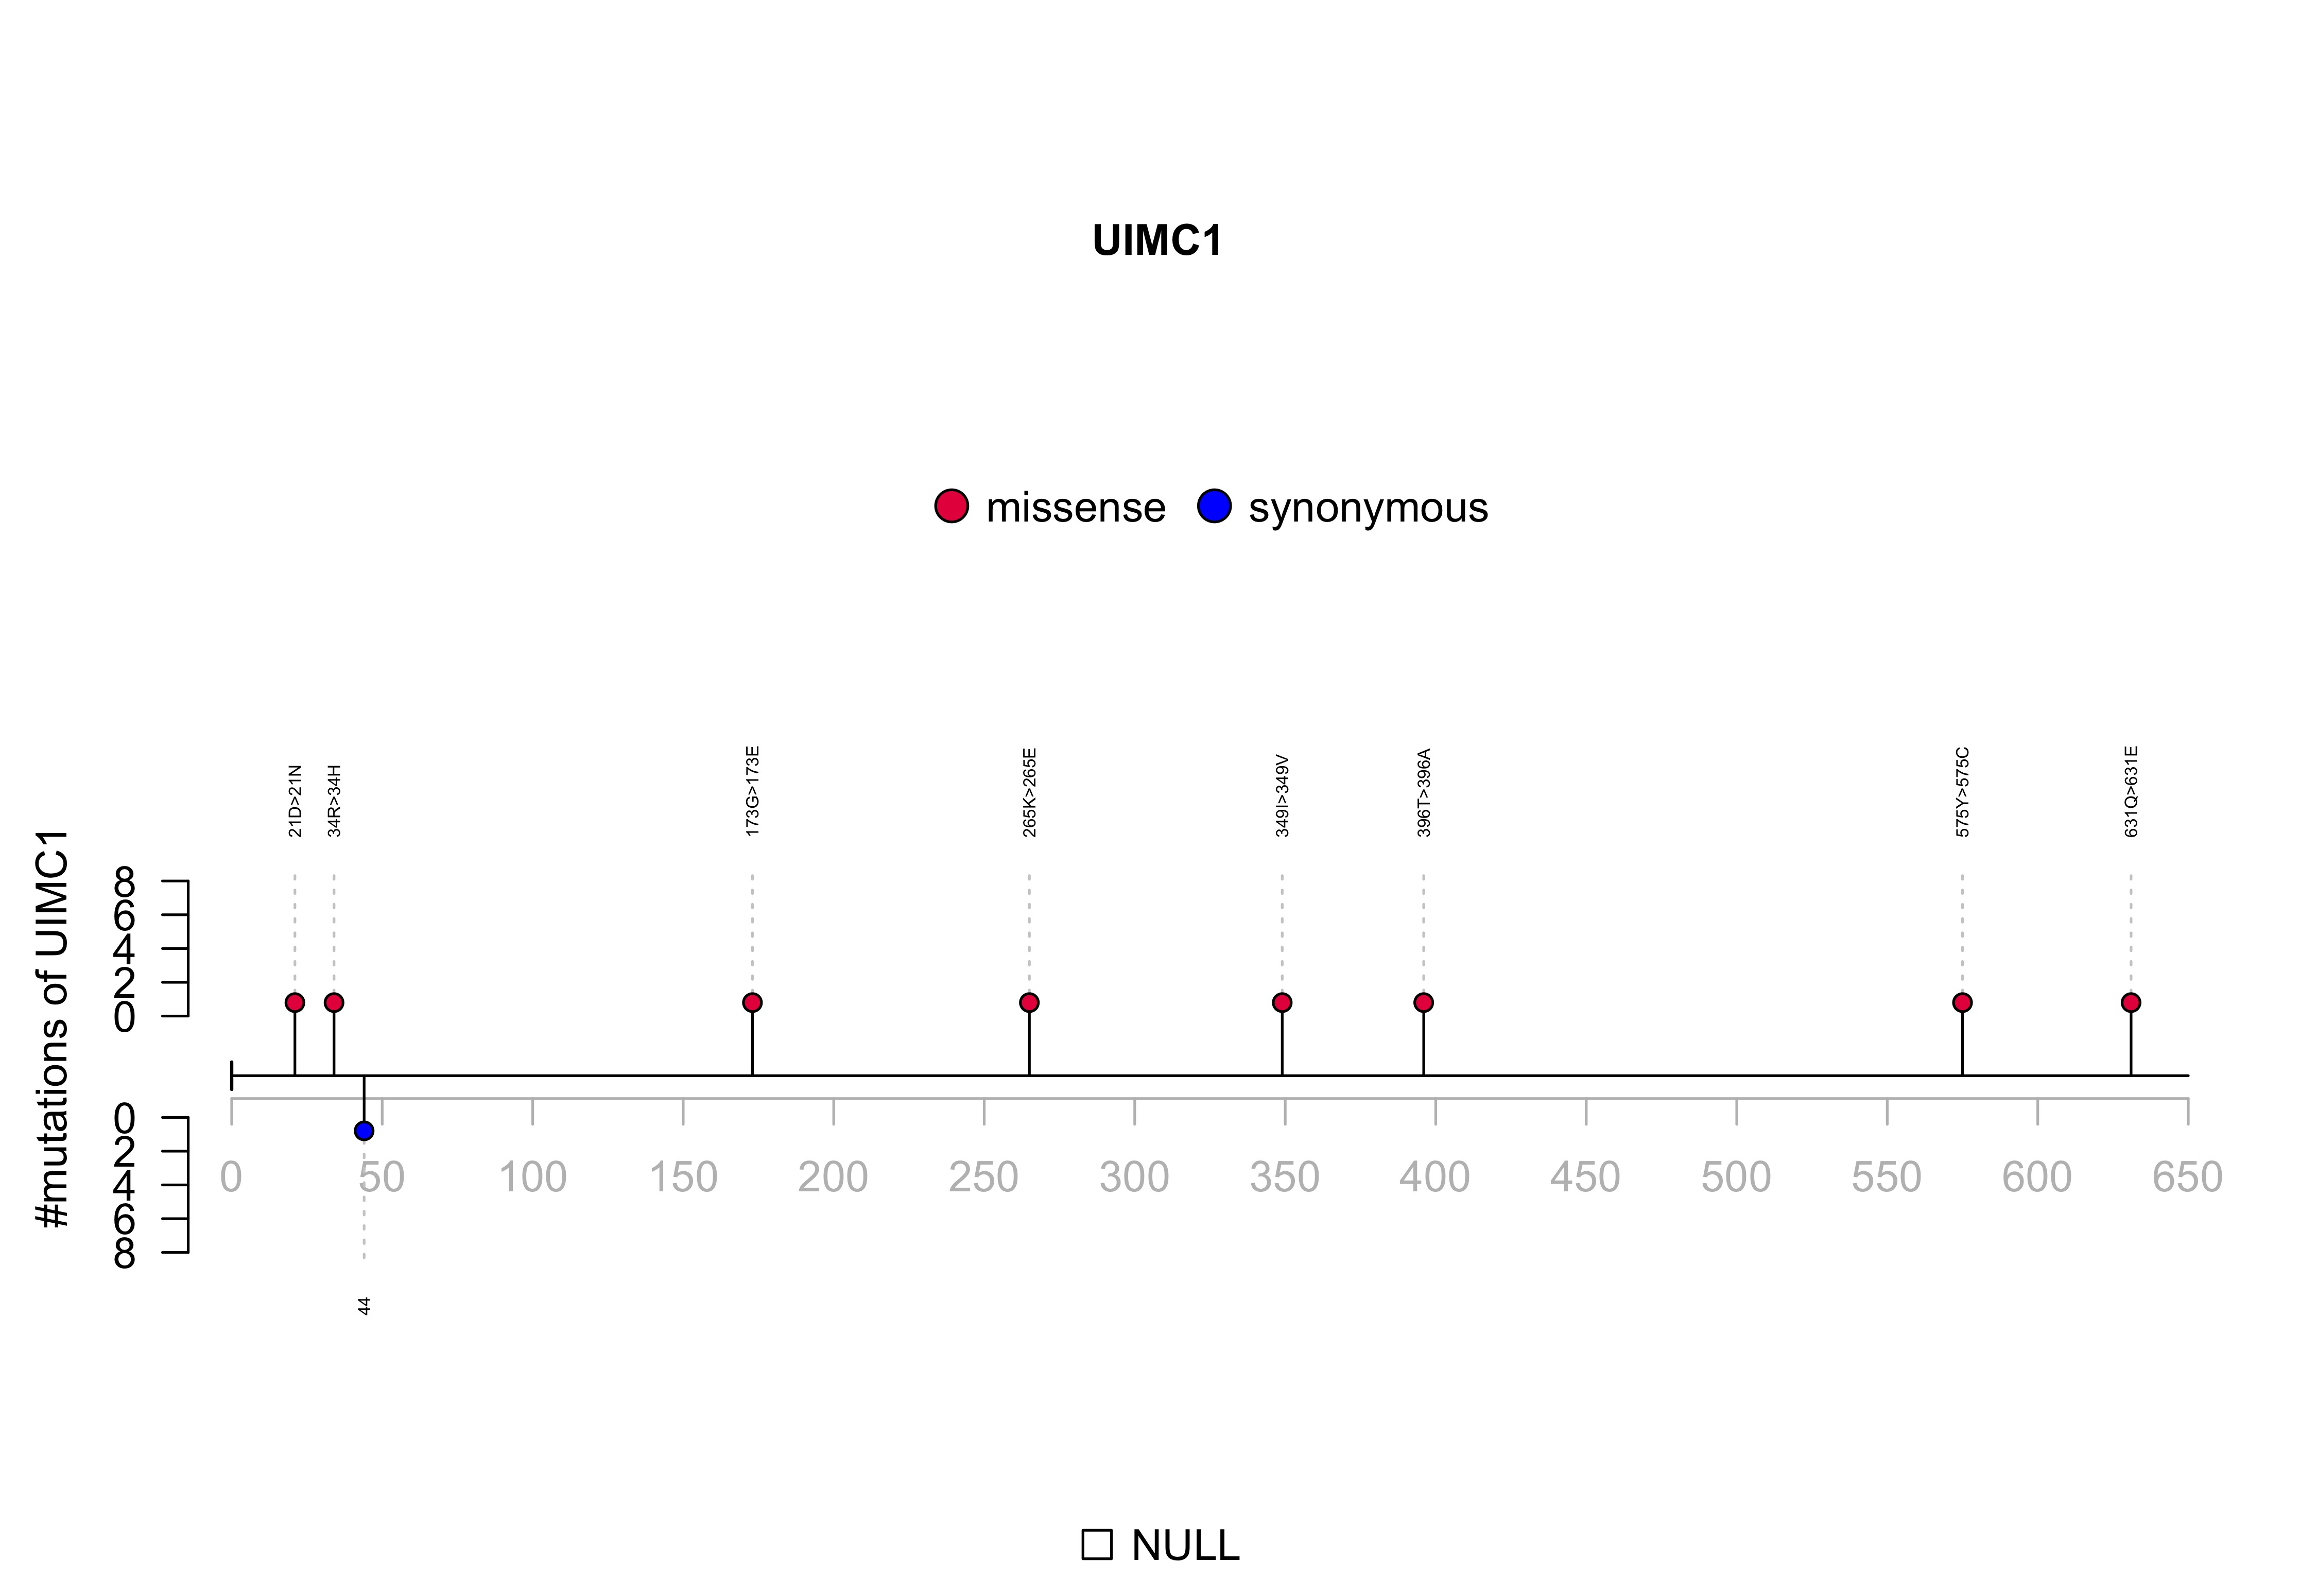 UIMC1
missense synonymous
21D>21N
34R>34H
173G>173E
265K>265E
349I>349V
396T>396A
575Y>575C
631Q>631E
#mutations of UIMC1
8
6
4
2
0
0
2
4
6
8
0 50 100 150 200 250 300 350 400 450 500 550 600 650
44
NULL